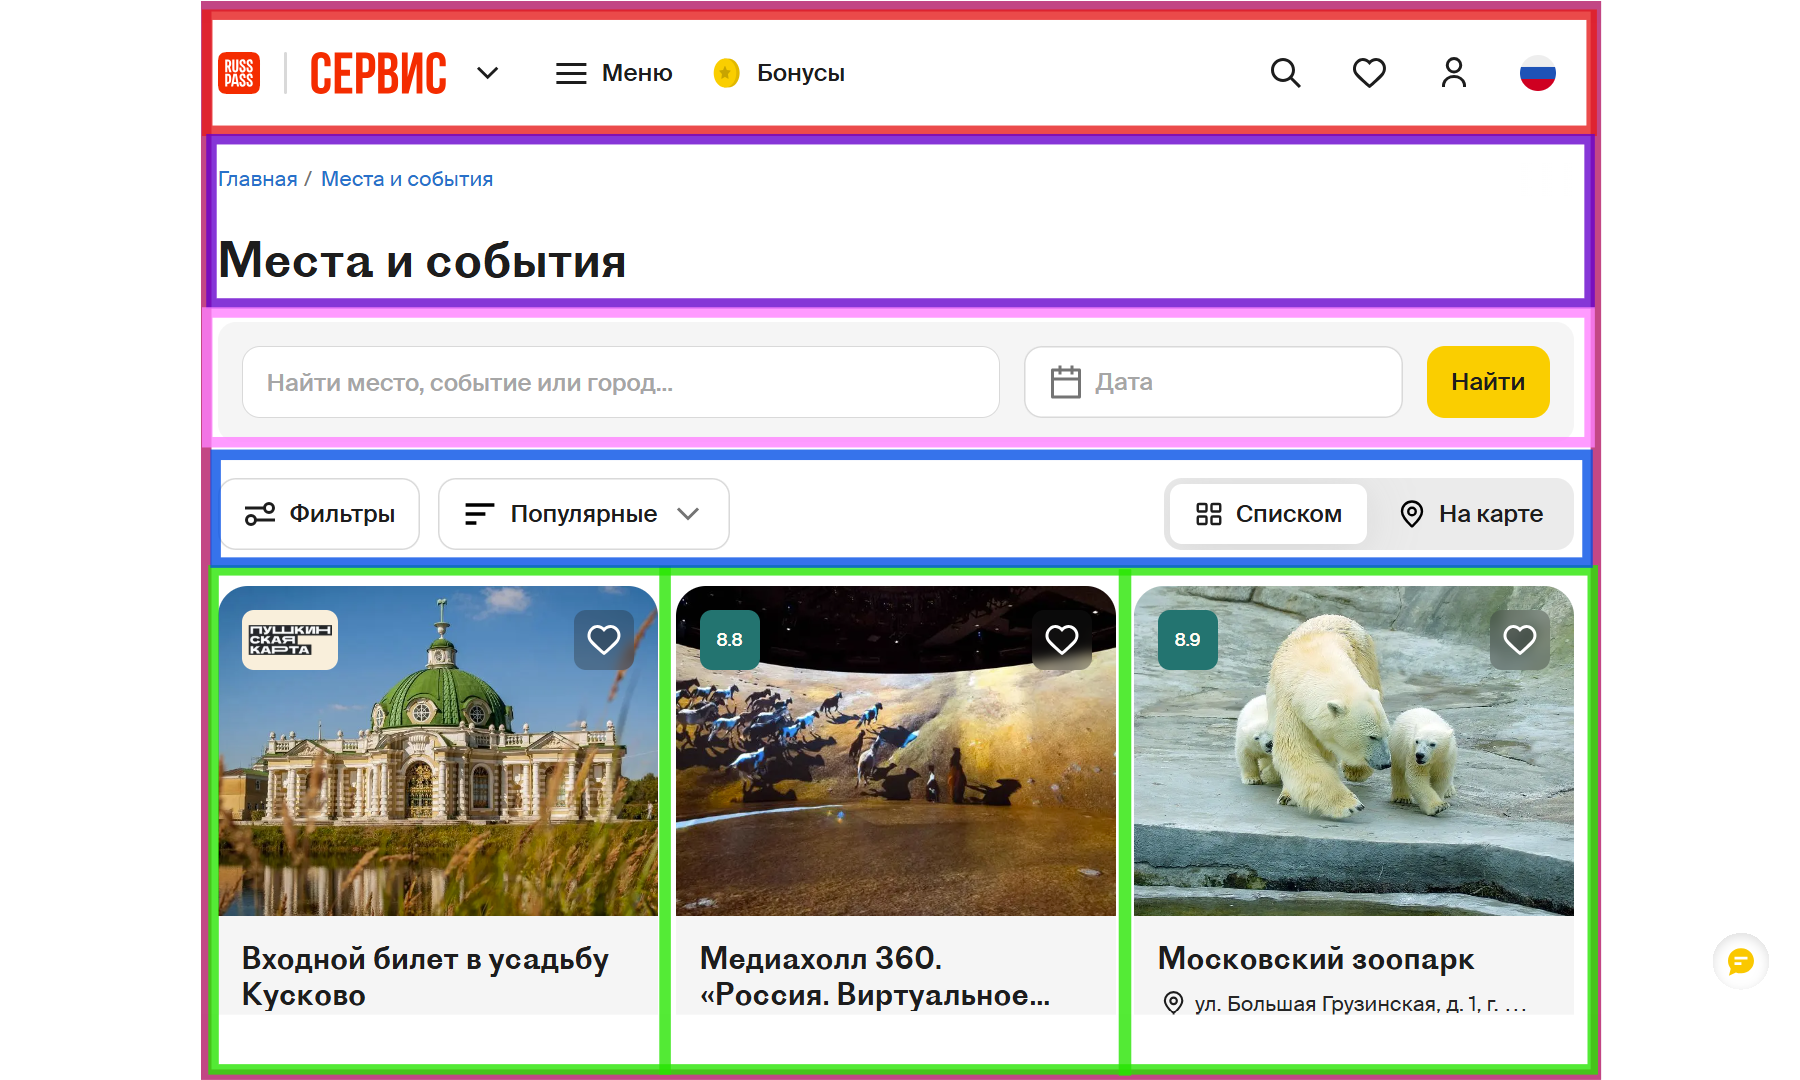 RUSS
PASS
СЕРВИС
Меню
Бонусы
Главная / Места и события
Места и события
Найти место, событие или город...
Дата
Найти
Фильтры
Популярные
Списком
На карте
ПУШКИН
СКАЯ
КАРТА
8.8
8.9
Входной билет в усадьбу
Кусково
Медиахолл 360.
«Россия. Виртуальное...
Московский зоопарк
ул. Большая Грузинская, д. 1, г. ...